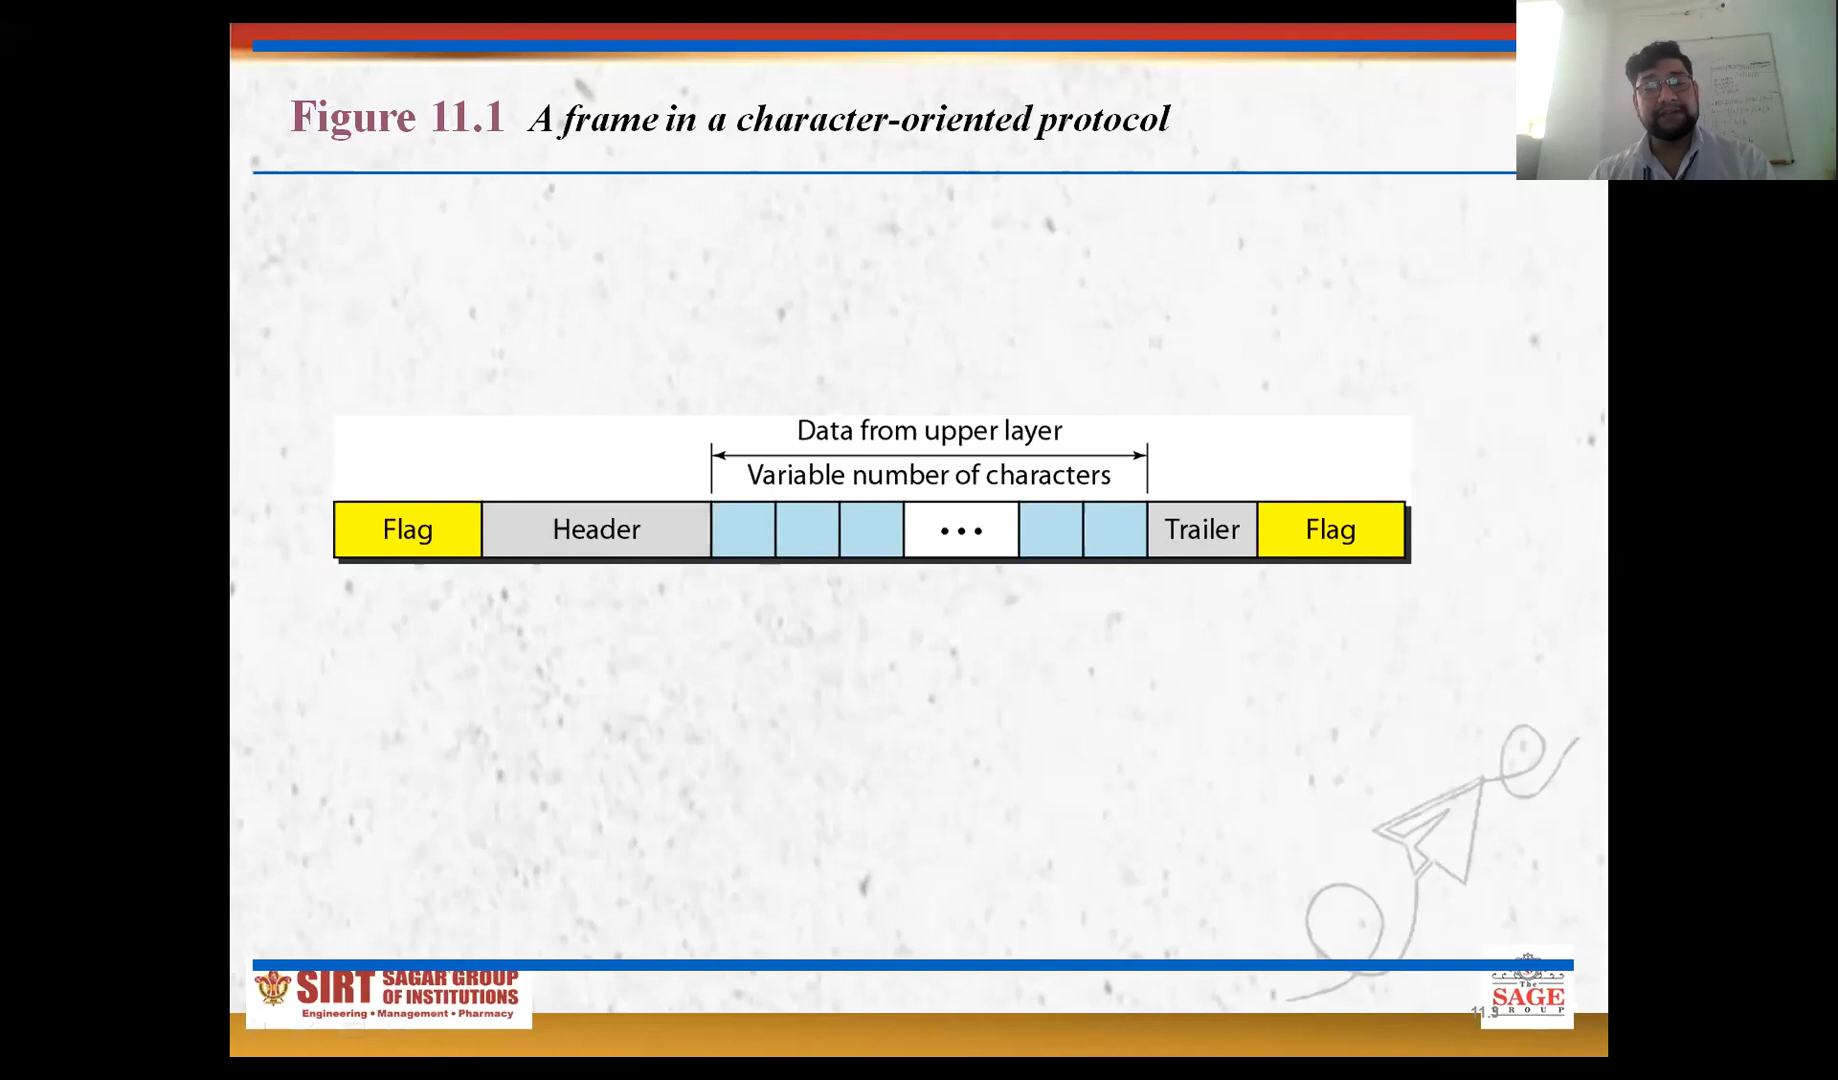 Figure 11.1 A frame in a character-oriented protocol
Data from upper layer
Variable number of characters
Flag Header ... Trailer Flag
SIRT SAGAR GROUP OF INSTITUTIONS
Engineering • Management • Pharmacy
The
SAGE
GROUP